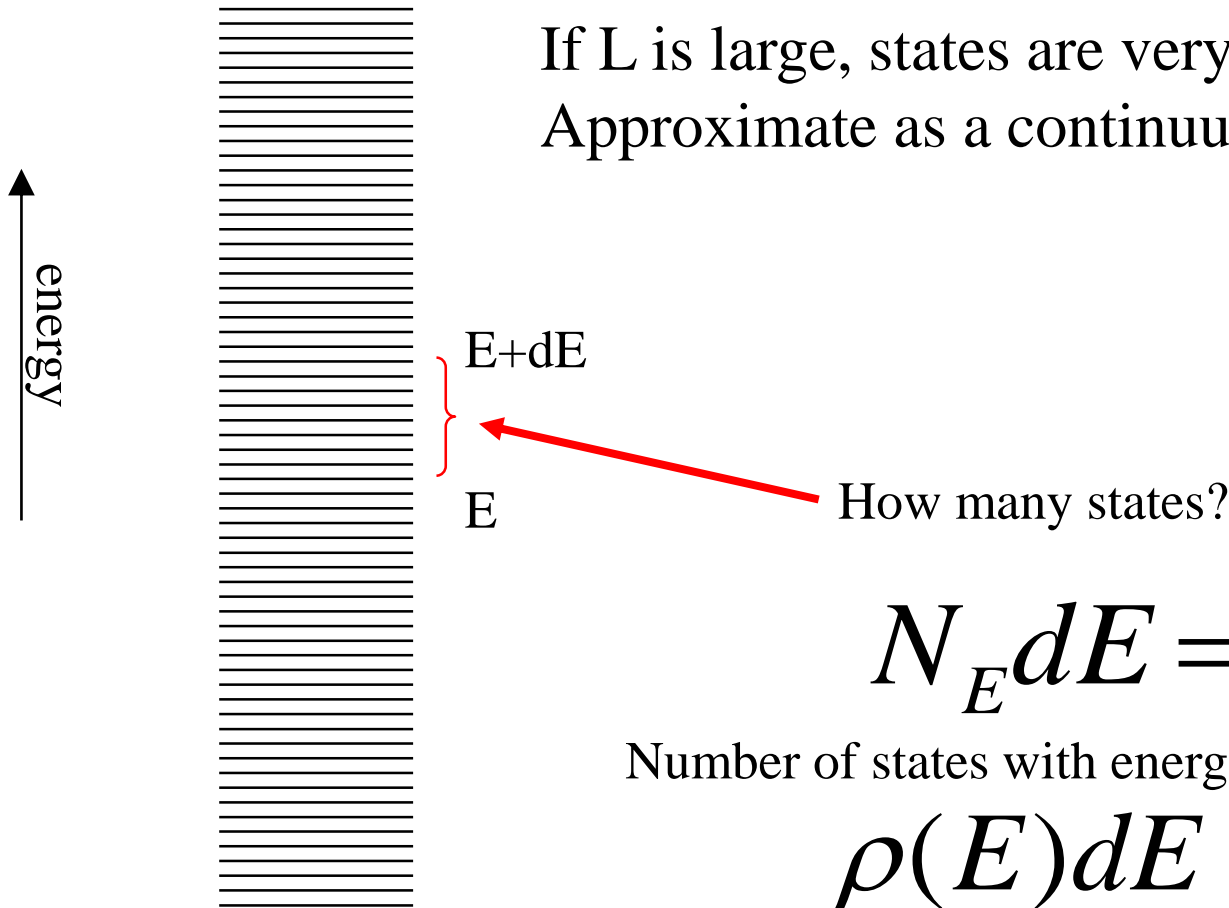 If L is large, states are very
Approximate as a continuu
energy
E+dE
E
How many states?
N_E dE =
Number of states with energ
ρ(E)dE